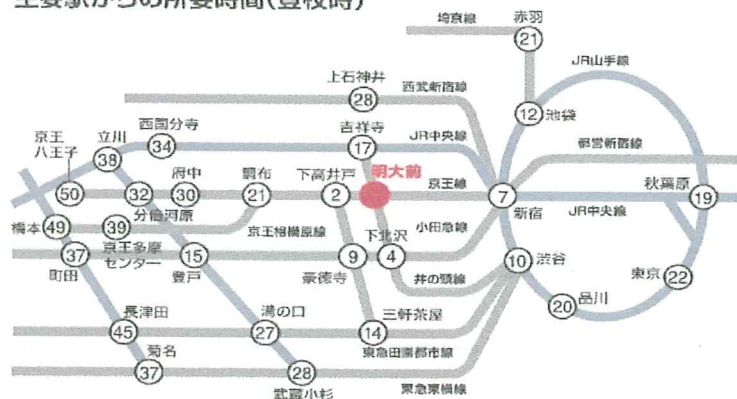 主要駅からの所要時間(登校時)
埼京線
赤羽
21
JR山手線
上石神井
28
西武新宿線
12
池袋
京王八王子
立川
38
西国分寺
34
吉祥寺
17
JR中央線
都営新宿線
50
32
府中
30
調布
21
下高井戸
2
明大前
京王線
7
新宿
秋葉原
19
JR中央線
橋本
49
39
分倍河原
京王相模原線
下北沢
小田急線
37
町田
京王多摩センター
15
登戸
9
豪徳寺
4
井の頭線
10
渋谷
東京
22
20
品川
長津田
45
溝の口
27
三軒茶屋
14
東急田園都市線
菊名
37
28
武蔵小杉
東急東横線